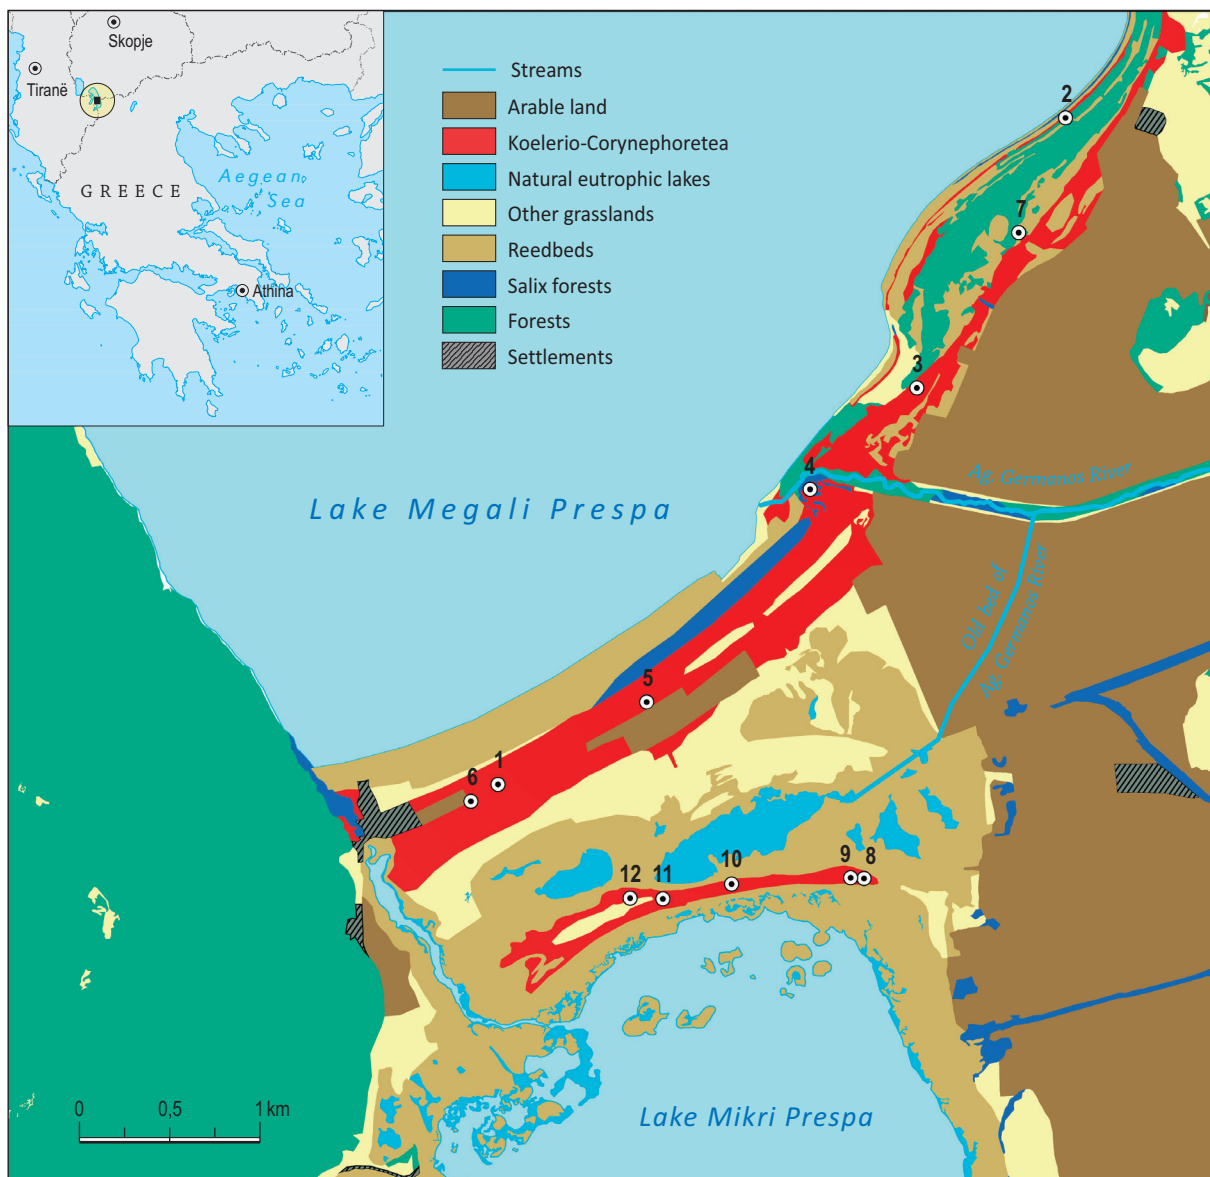 Skopje
Tiranë
GREECE
Aegean
Sea
Athina
Streams
Arable land
Koelerio-Corynephoretea
Natural eutrophic lakes
Other grasslands
Reedbeds
Salix forests
Forests
Settlements
2
7
3
4
Ag. Germanos River
Lake Megali Prespa
Old bed of
Ag. Germanos River
5
1
6
9
8
10
12
11
0
0,5
1 km
Lake Mikri Prespa